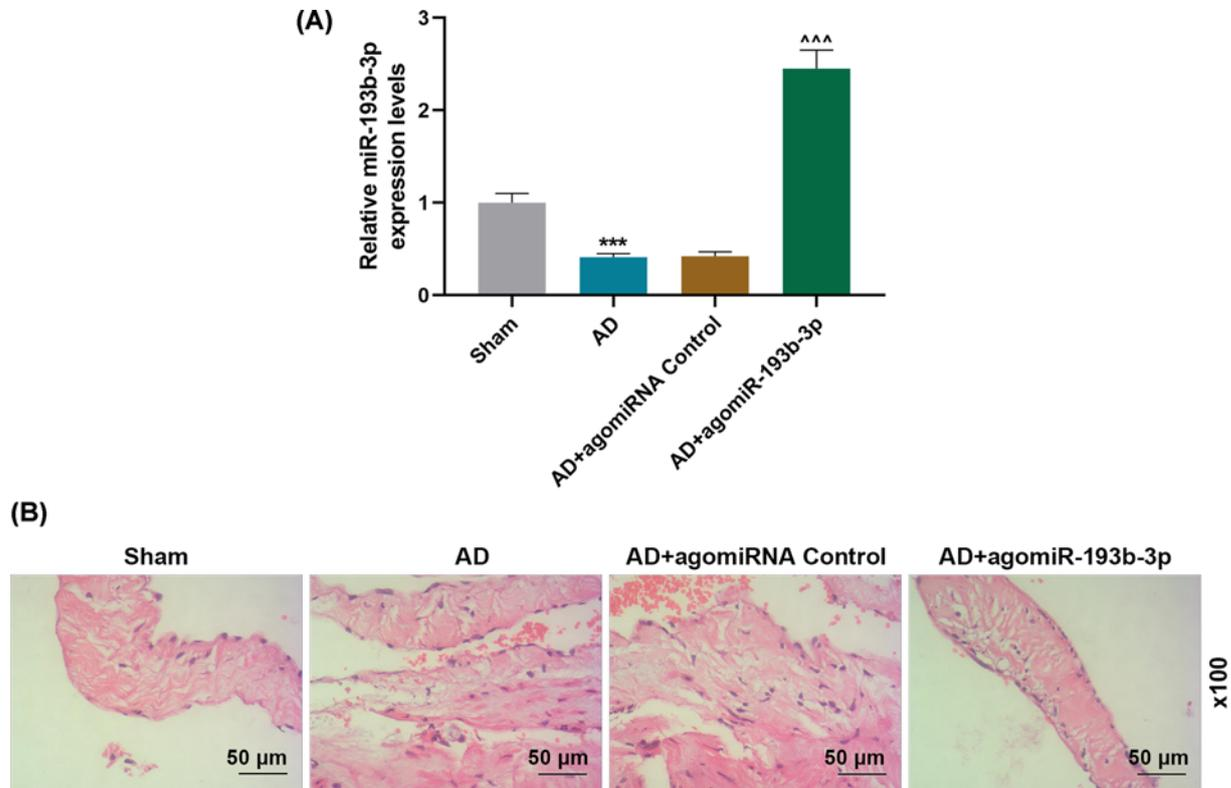 (A)
Relative miR-193b-3p
expression levels
3
2
1
0
***
^^^
Sham
AD
AD+agomiRNA Control
AD+agomiR-193b-3p
(B)
Sham
AD
AD+agomiRNA Control
AD+agomiR-193b-3p
50 μm
50 μm
50 μm
50 μm
x100